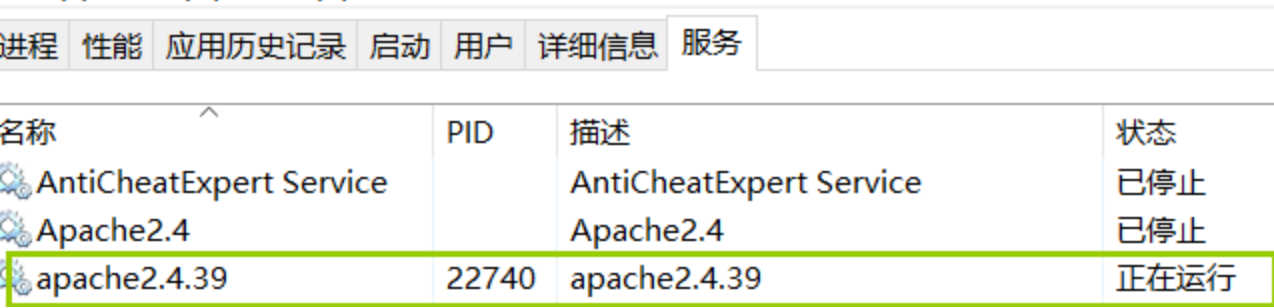 进程 性能 应用历史记录 启动 用户 详细信息 服务
名称 PID 描述 状态
AntiCheatExpert Service AntiCheatExpert Service 已停止
Apache2.4 Apache2.4 已停止
apache2.4.39 22740 apache2.4.39 正在运行